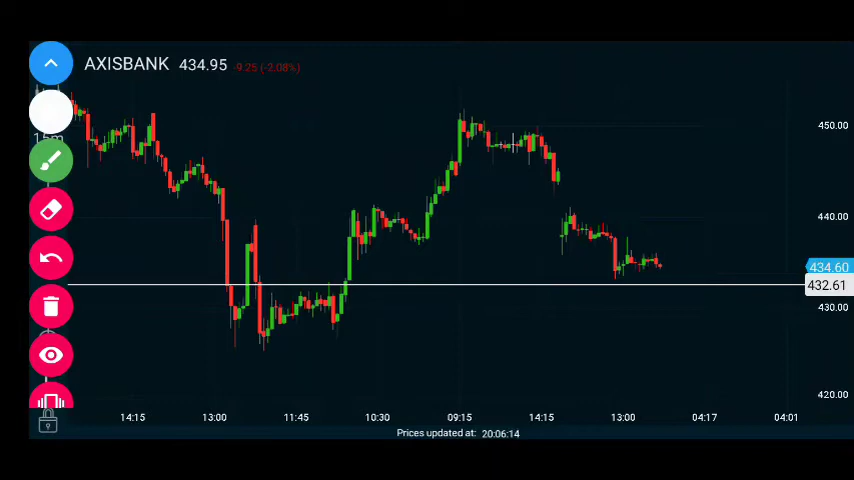 AXISBANK 434.95 -9.25 (-2.08%)
15m
450.00
440.00
434.60
432.61
430.00
420.00
14:15 13:00 11:45 10:30 09:15 14:15 13:00 04:17 04:01
Prices updated at: 20:06:14